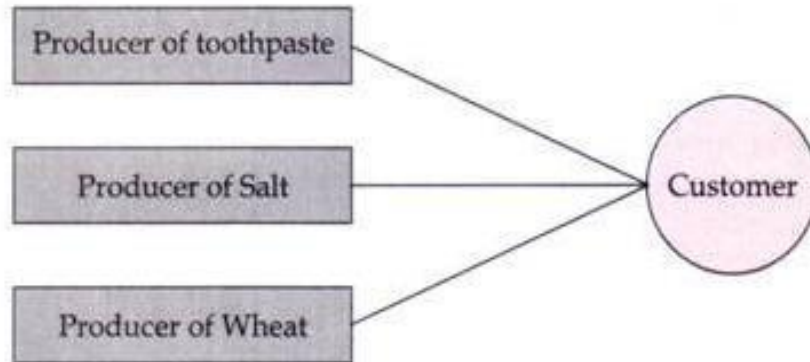 Producer of toothpaste
Producer of Salt
Customer
Producer of Wheat